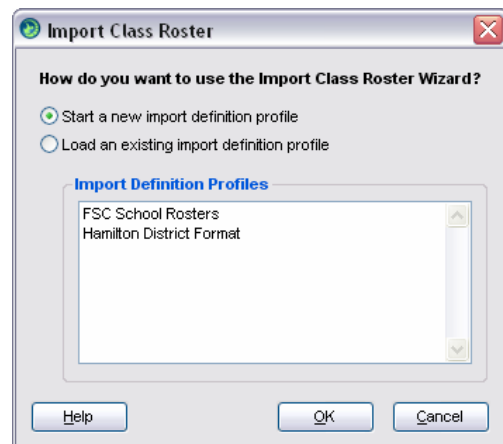 Import Class Roster
How do you want to use the Import Class Roster Wizard?
Start a new import definition profile
Load an existing import definition profile
Import Definition Profiles
FSC School Rosters
Hamilton District Format
Help
OK
Cancel